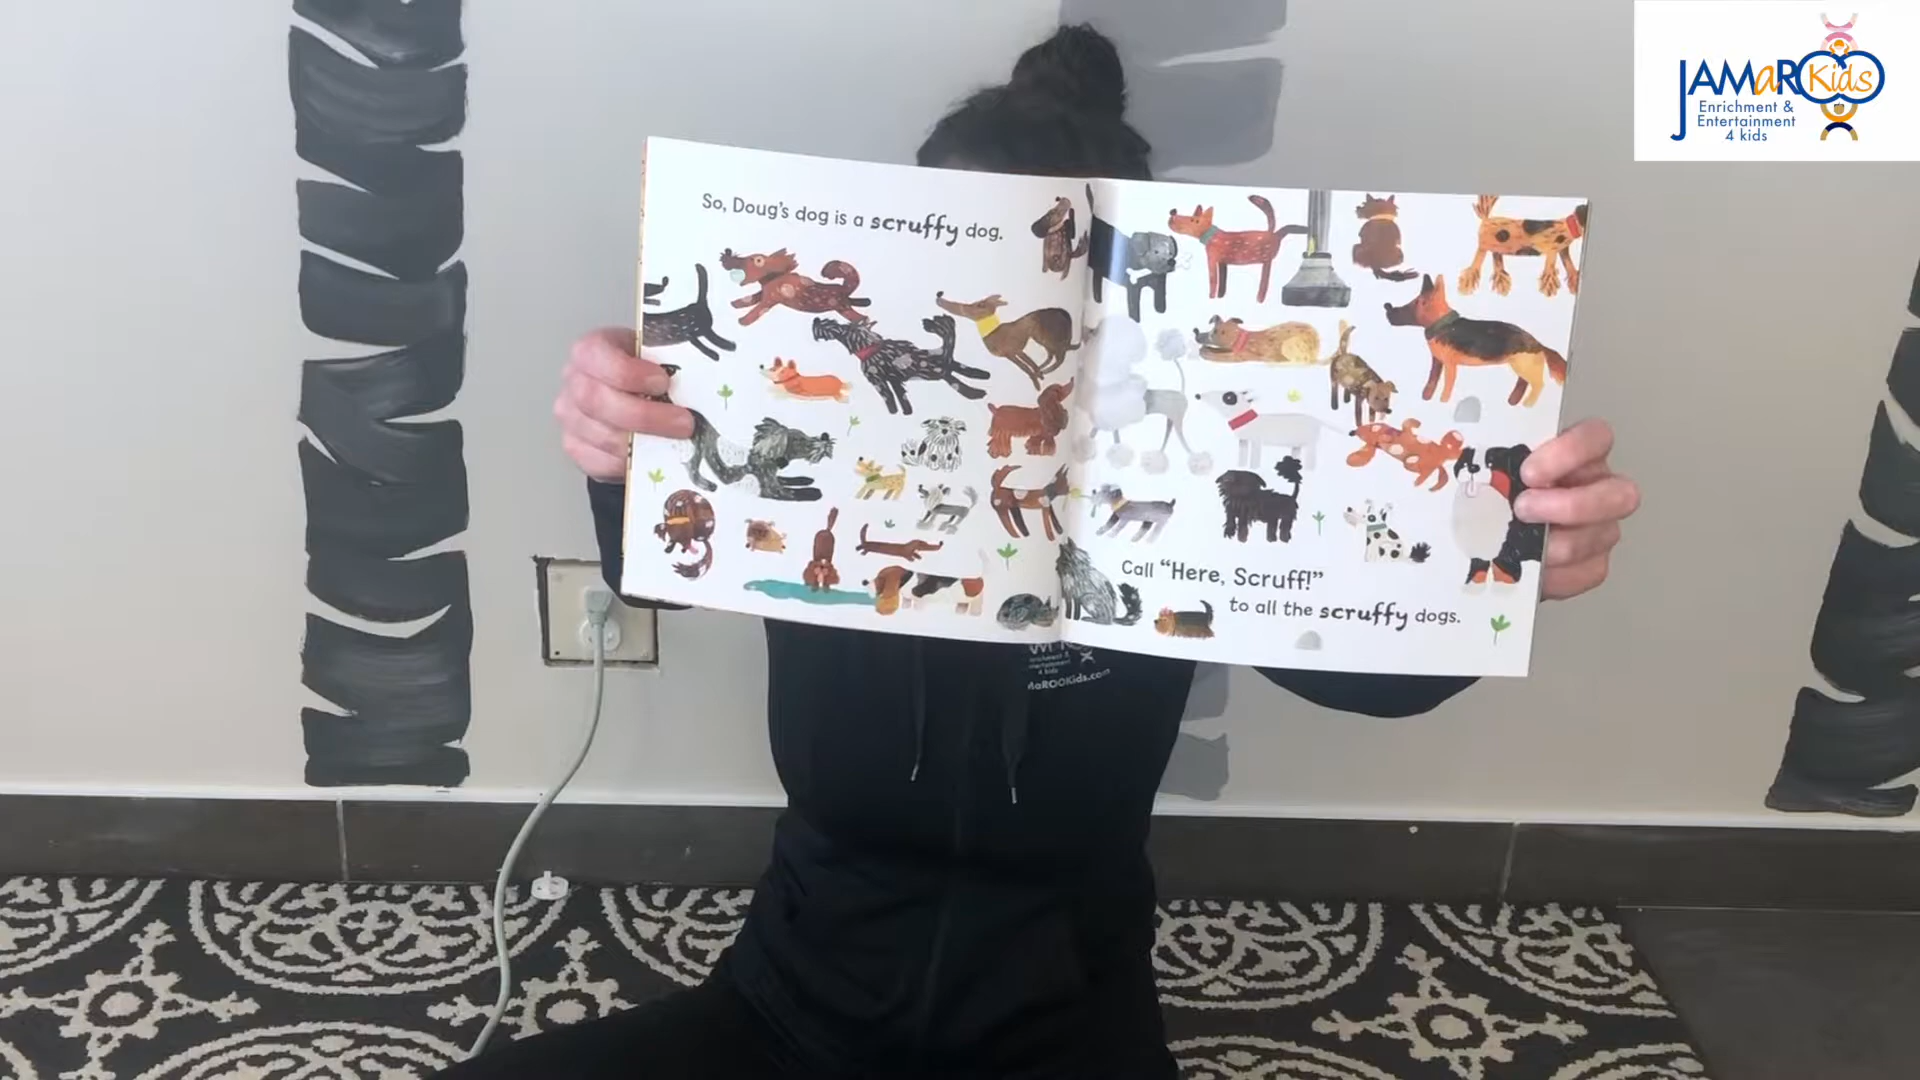 So, Doug's dog is a scruffy dog.
Call "Here, Scruff!"
to all the scruffy dogs.
JAMaROOKids
Enrichment &
Entertainment
4 kids